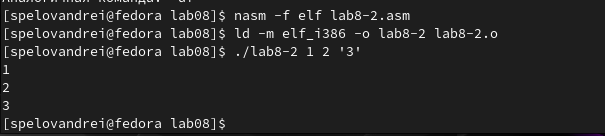 [spelovandrei@fedora lab08]$ nasm -f elf lab8-2.asm
[spelovandrei@fedora lab08]$ ld -m elf_i386 -o lab8-2 lab8-2.o
[spelovandrei@fedora lab08]$ ./lab8-2 1 2 '3'
1
2
3
[spelovandrei@fedora lab08]$